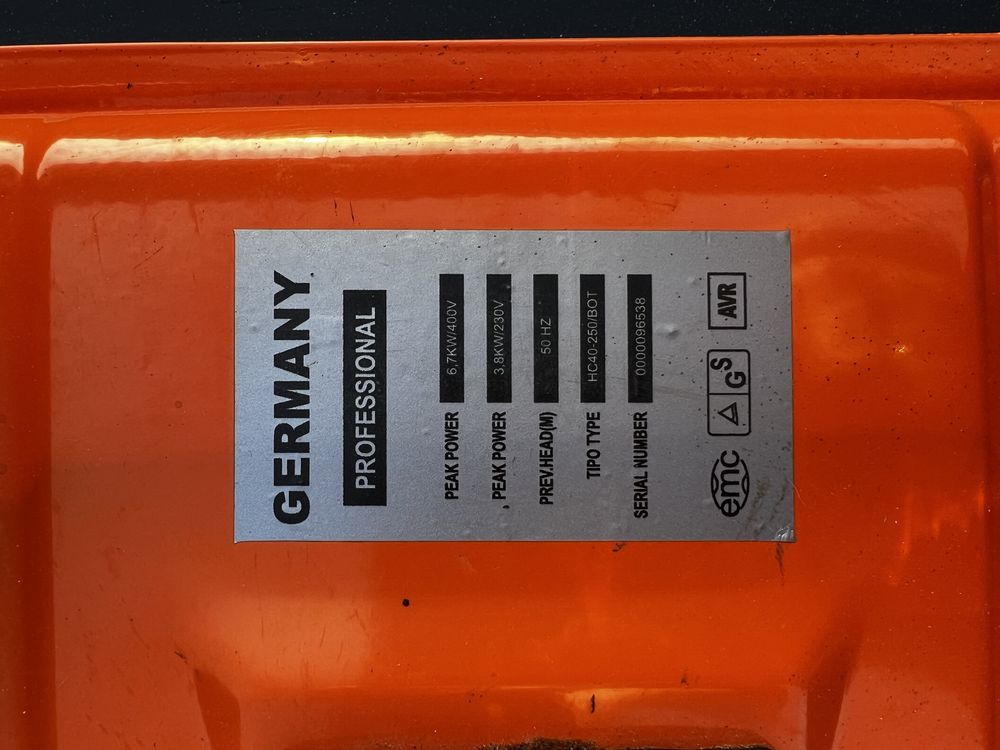 GERMANY
PROFESSIONAL
PEAK POWER 6,7KW/400V
PEAK POWER 3,8KW/230V
PREV.HEAD(M) 50 HZ
TIPO TYPE HC40-250/BOT
SERIAL NUMBER 0000096538
emc GS AVR